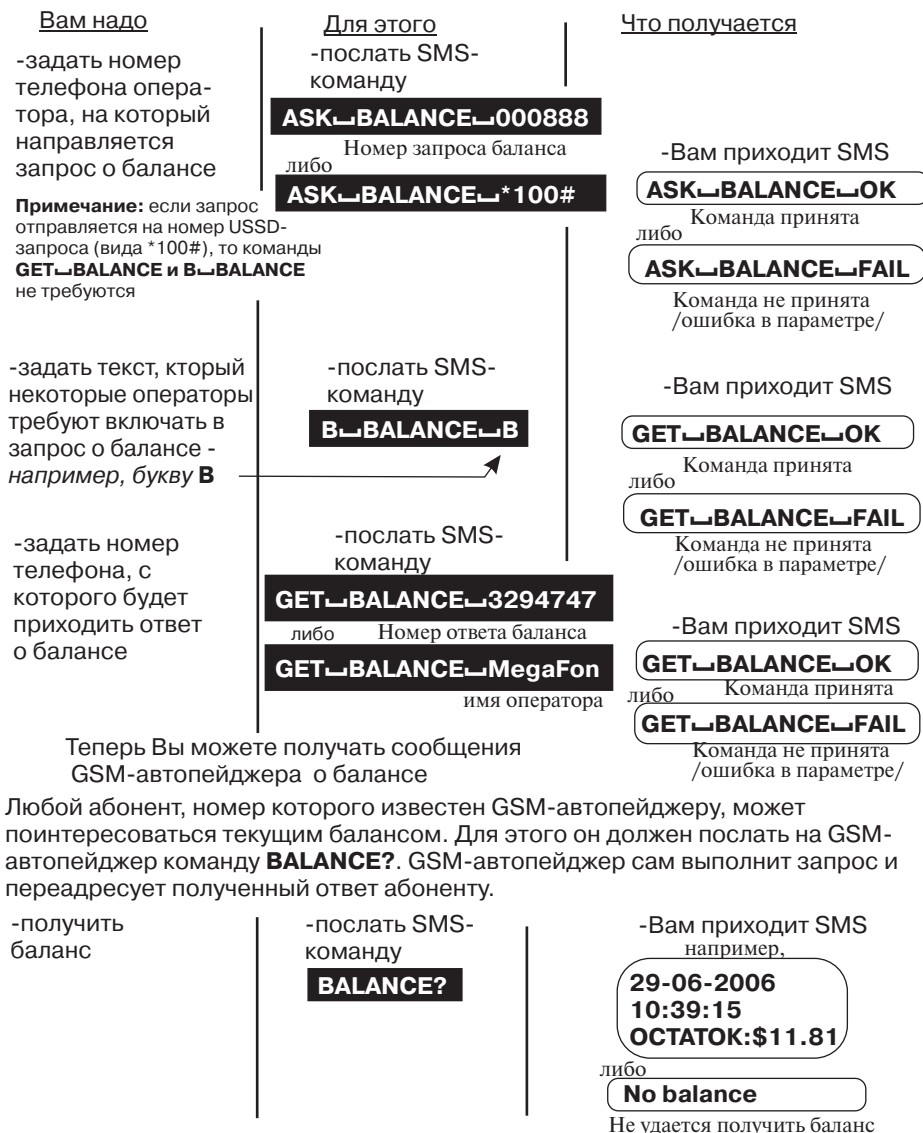 Вам надо
Для этого
Что получается
-задать номер
телефона опера-
тора, на который
направляется
запрос о балансе
Примечание: если запрос
отправляется на номер USSD-
запроса (вида *100#), то команды
GET⎵BALANCE и B⎵BALANCE
не требуются
-послать SMS-
команду
ASK⎵BALANCE⎵000888
Номер запроса баланса
либо
ASK⎵BALANCE⎵*100#
-Вам приходит SMS
ASK⎵BALANCE⎵OK
Команда принята
либо
ASK⎵BALANCE⎵FAIL
Команда не принята
/ошибка в параметре/
-задать текст, кторый
некоторые операторы
требуют включать в
запрос о балансе -
например, букву В
-послать SMS-
команду
B⎵BALANCE⎵B
-Вам приходит SMS
GET⎵BALANCE⎵OK
Команда принята
либо
GET⎵BALANCE⎵FAIL
Команда не принята
/ошибка в параметре/
-задать номер
телефона, с
которого будет
приходить ответ
о балансе
-послать SMS-
команду
GET⎵BALANCE⎵3294747
либо Номер ответа баланса
GET⎵BALANCE⎵MegaFon
имя оператора
-Вам приходит SMS
GET⎵BALANCE⎵OK
Команда принята
либо
GET⎵BALANCE⎵FAIL
Команда не принята
/ошибка в параметре/
Теперь Вы можете получать сообщения
GSM-автопейджера о балансе
Любой абонент, номер которого известен GSM-автопейджеру, может
поинтересоваться текущим балансом. Для этого он должен послать на GSM-
автопейджер команду BALANCE?. GSM-автопейджер сам выполнит запрос и
переадресует полученный ответ абоненту.
-получить
баланс
-послать SMS-
команду
BALANCE?
-Вам приходит SMS
например,
29-06-2006
10:39:15
ОСТАТОК:$11.81
либо
No balance
Не удается получить баланс